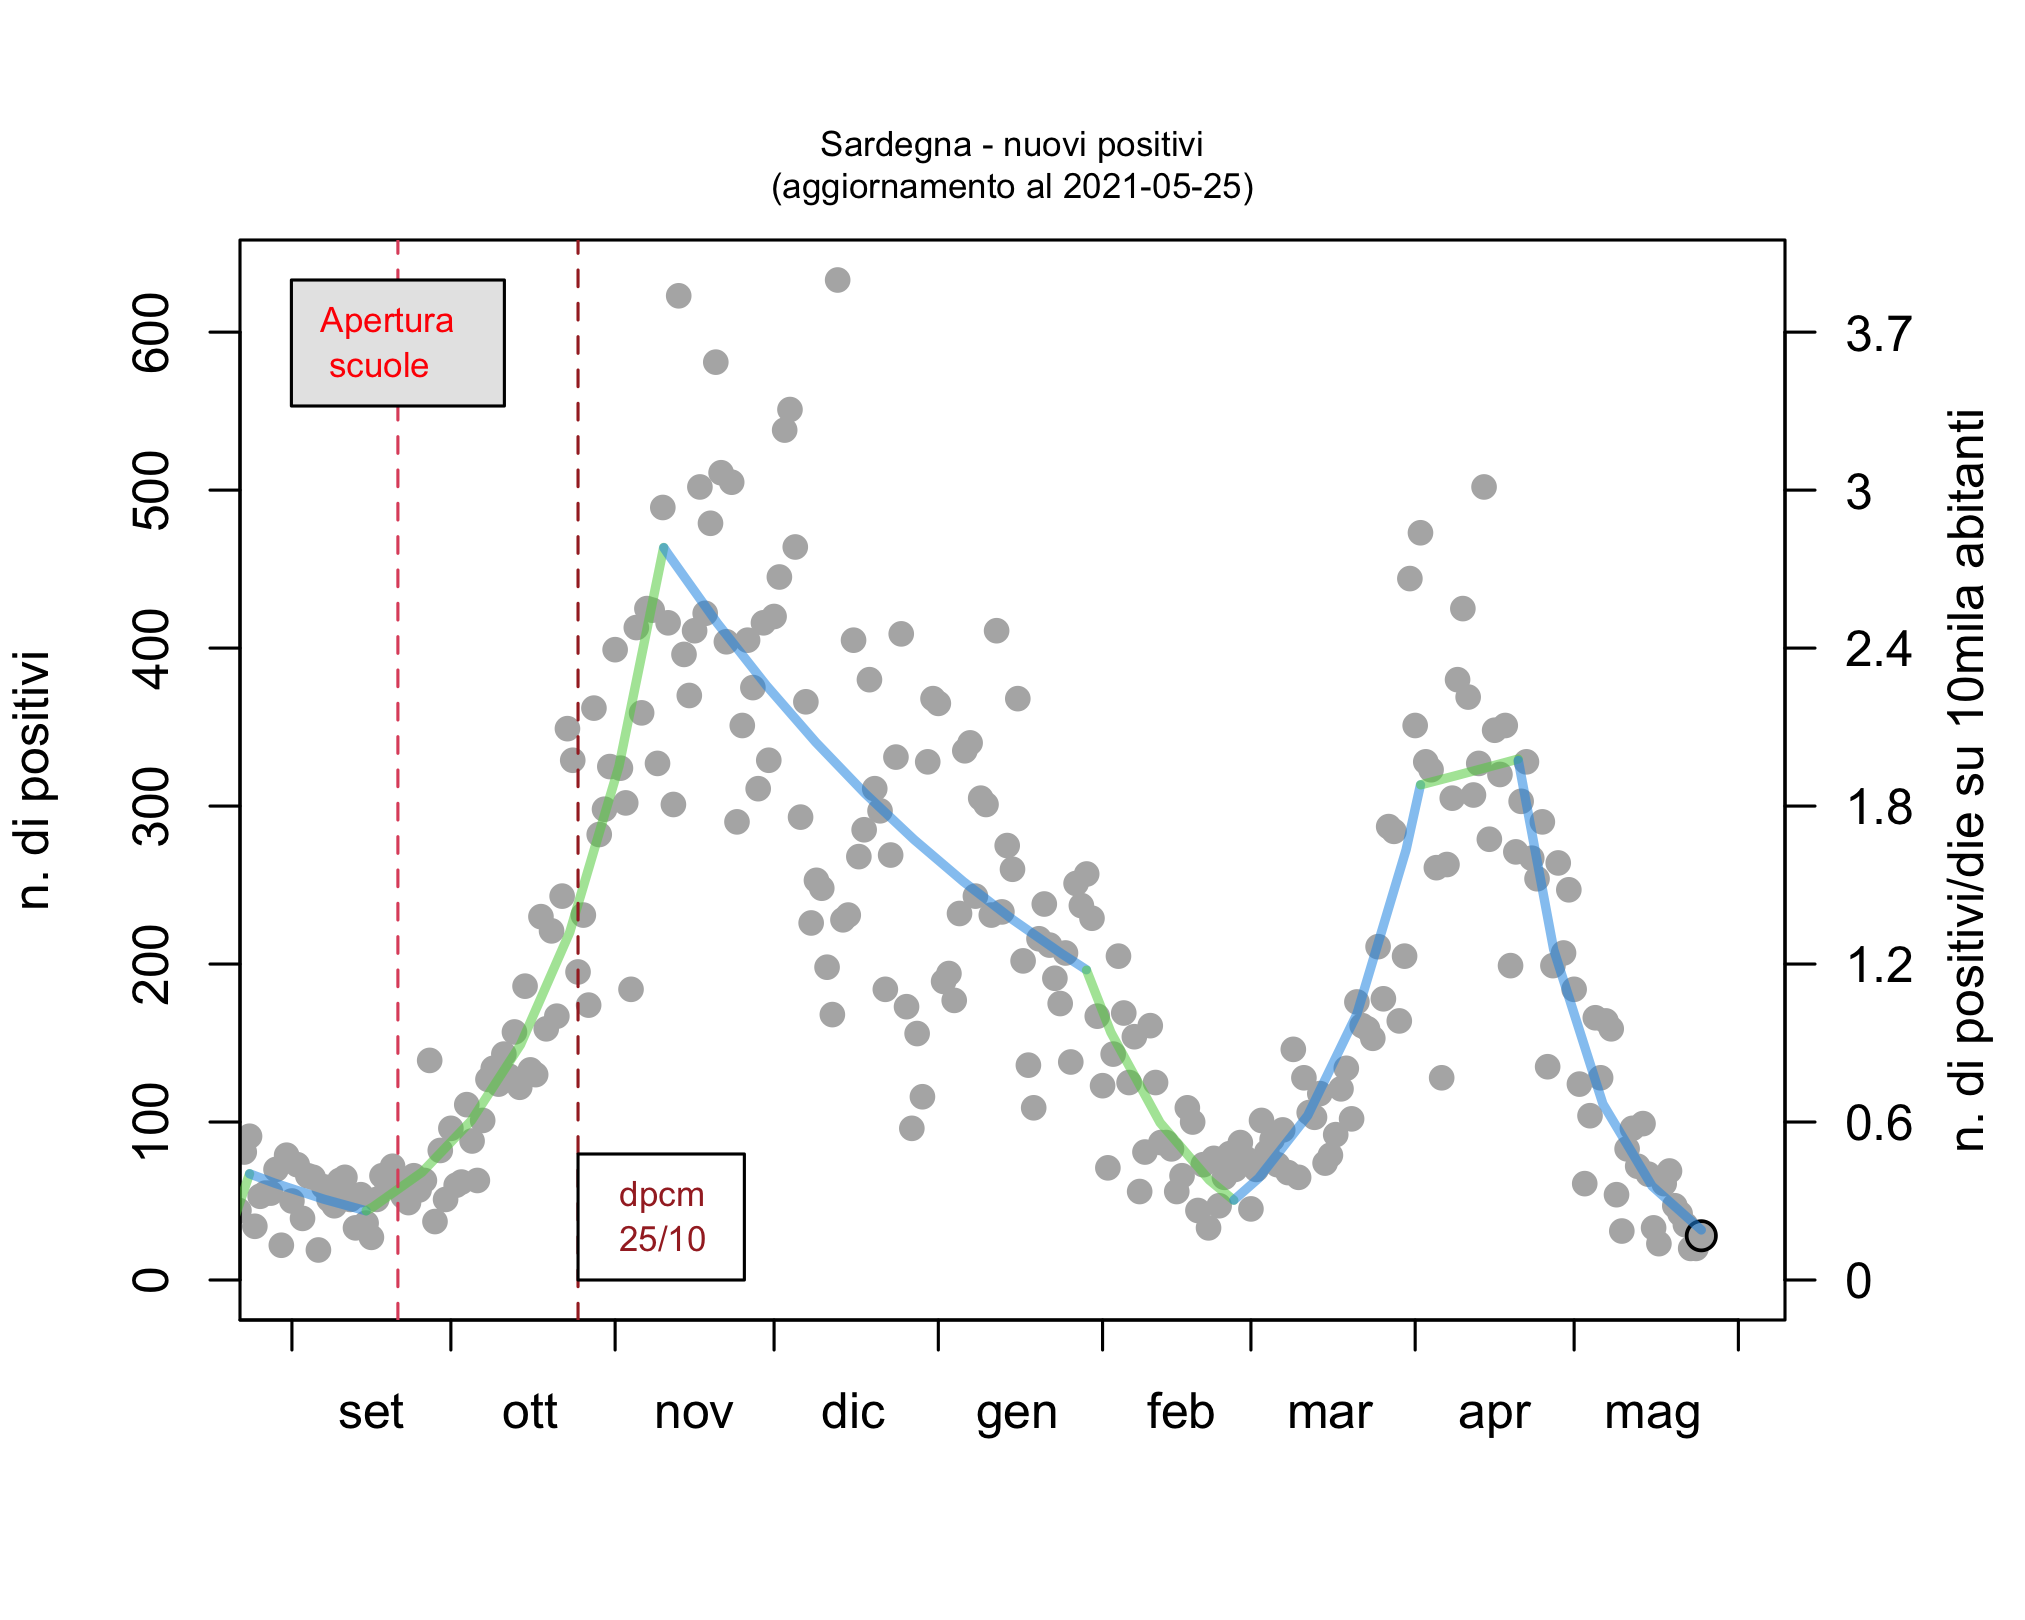 Sardegna - nuovi positivi
(aggiornamento al 2021-05-25)
n. di positivi
600
500
400
300
200
100
0
Apertura
scuole
dpcm
25/10
3.7
3
2.4
1.8
1.2
0.6
0
n. di positivi/die su 10mila abitanti
set ott nov dic gen feb mar apr mag